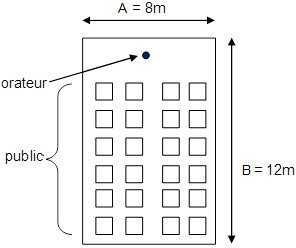 A = 8m
orateur
public
B = 12m